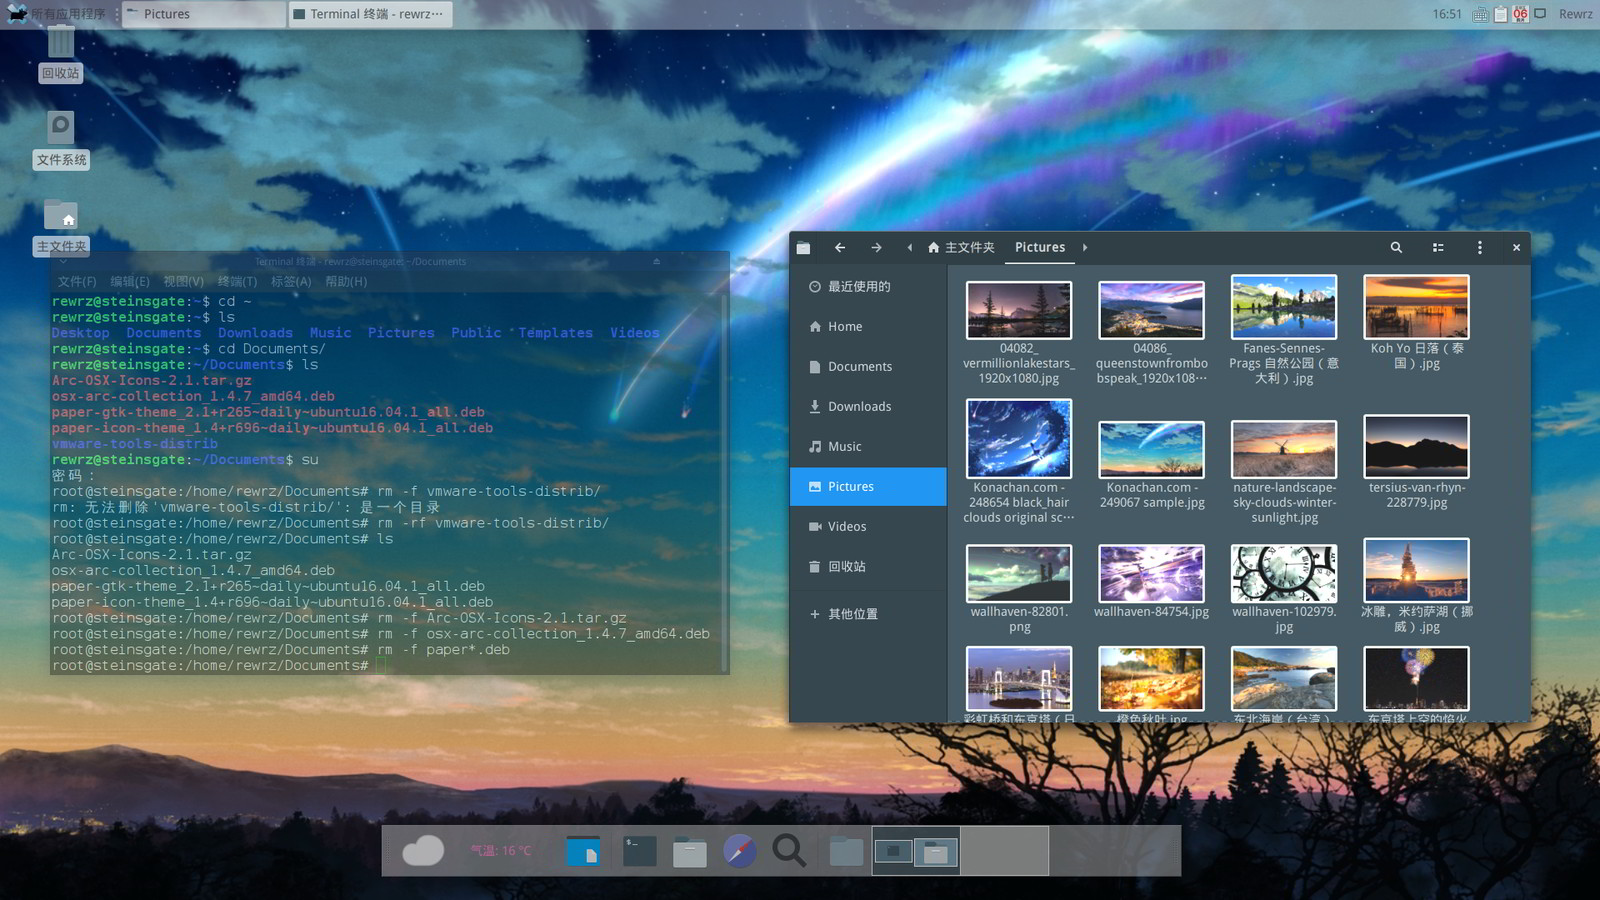 所有应用程序
Pictures
Terminal 终端 - rewrz···
16:51
06
Rewrz
回收站
文件系统
主文件夹
Terminal 终端 - rewrz@steinsgate:~/Documents
文件(F) 编辑(E) 视图(V) 终端(T) 标签(A) 帮助(H)
rewrz@steinsgate:~$ cd ~
rewrz@steinsgate:~$ ls
Desktop Documents Downloads Music Pictures Public Templates Videos
rewrz@steinsgate:~$ cd Documents/
rewrz@steinsgate:~/Documents$ ls
Arc-OSX-Icons-2.1.tar.gz
osx-arc-collection_1.4.7_amd64.deb
paper-gtk-theme_2.1+r265~daily~ubuntu16.04.1_all.deb
paper-icon-theme_1.4+r696~daily~ubuntu16.04.1_all.deb
vmware-tools-distrib
rewrz@steinsgate:~/Documents$ su
密码：
root@steinsgate:/home/rewrz/Documents# rm -f vmware-tools-distrib/
rm: 无法删除'vmware-tools-distrib/': 是一个目录
root@steinsgate:/home/rewrz/Documents# rm -rf vmware-tools-distrib/
root@steinsgate:/home/rewrz/Documents# ls
Arc-OSX-Icons-2.1.tar.gz
osx-arc-collection_1.4.7_amd64.deb
paper-gtk-theme_2.1+r265~daily~ubuntu16.04.1_all.deb
paper-icon-theme_1.4+r696~daily~ubuntu16.04.1_all.deb
root@steinsgate:/home/rewrz/Documents# rm -f Arc-OSX-Icons-2.1.tar.gz
root@steinsgate:/home/rewrz/Documents# rm -f osx-arc-collection_1.4.7_amd64.deb
root@steinsgate:/home/rewrz/Documents# rm -f paper*.deb
root@steinsgate:/home/rewrz/Documents#
主文件夹 Pictures
最近使用的
Home
Documents
Downloads
Music
Pictures
Videos
回收站
其他位置
04082_
vermillionlakestars_
1920x1080.jpg
04086_
queenstownfrombo
bspeak_1920x108···
Fanes-Sennes-
Prags 自然公园（意
大利）.jpg
Koh Yo 日落（泰
国）.jpg
Konachan.com -
248654 black_hair
clouds original sc···
Konachan.com -
249067 sample.jpg
nature-landscape-
sky-clouds-winter-
sunlight.jpg
tersius-van-rhyn-
228779.jpg
wallhaven-82801.
png
wallhaven-84754.jpg
wallhaven-102979.
jpg
冰雕，米约萨湖（挪
威）.jpg
彩虹桥和东京塔（日
橙色秋叶.jpg
东北海岸（台湾）
东京塔上空的焰火
气温: 16 °C